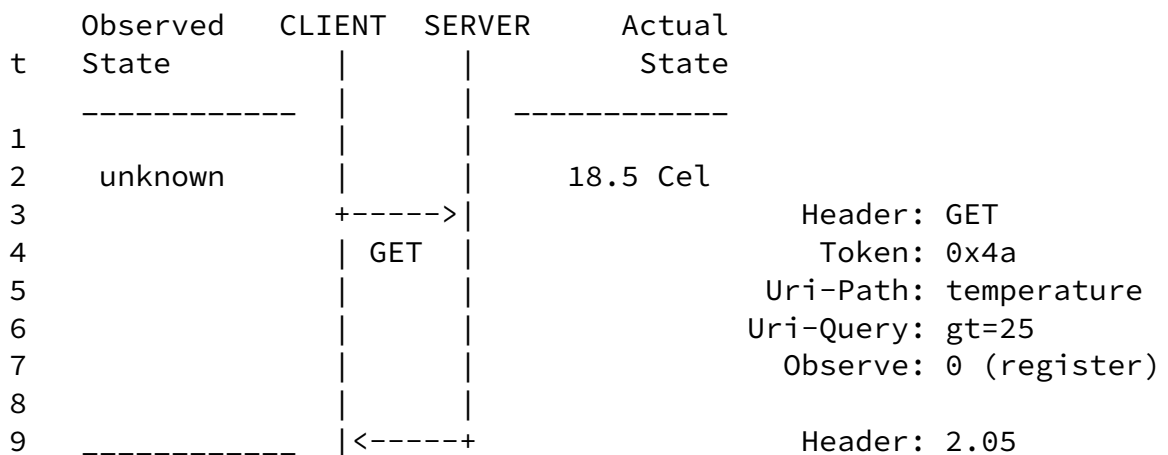 Observed   CLIENT  SERVER     Actual
t   State         |      |         State
    ____________  |      |  ____________
1                 |      |
2    unknown      |      |     18.5 Cel
3                 +----->|                  Header: GET
4                 | GET  |                   Token: 0x4a
5                 |      |                Uri-Path: temperature
6                 |      |               Uri-Query: gt=25
7                 |      |                 Observe: 0 (register)
8                 |      |
9   ____________  |<-----+                  Header: 2.05